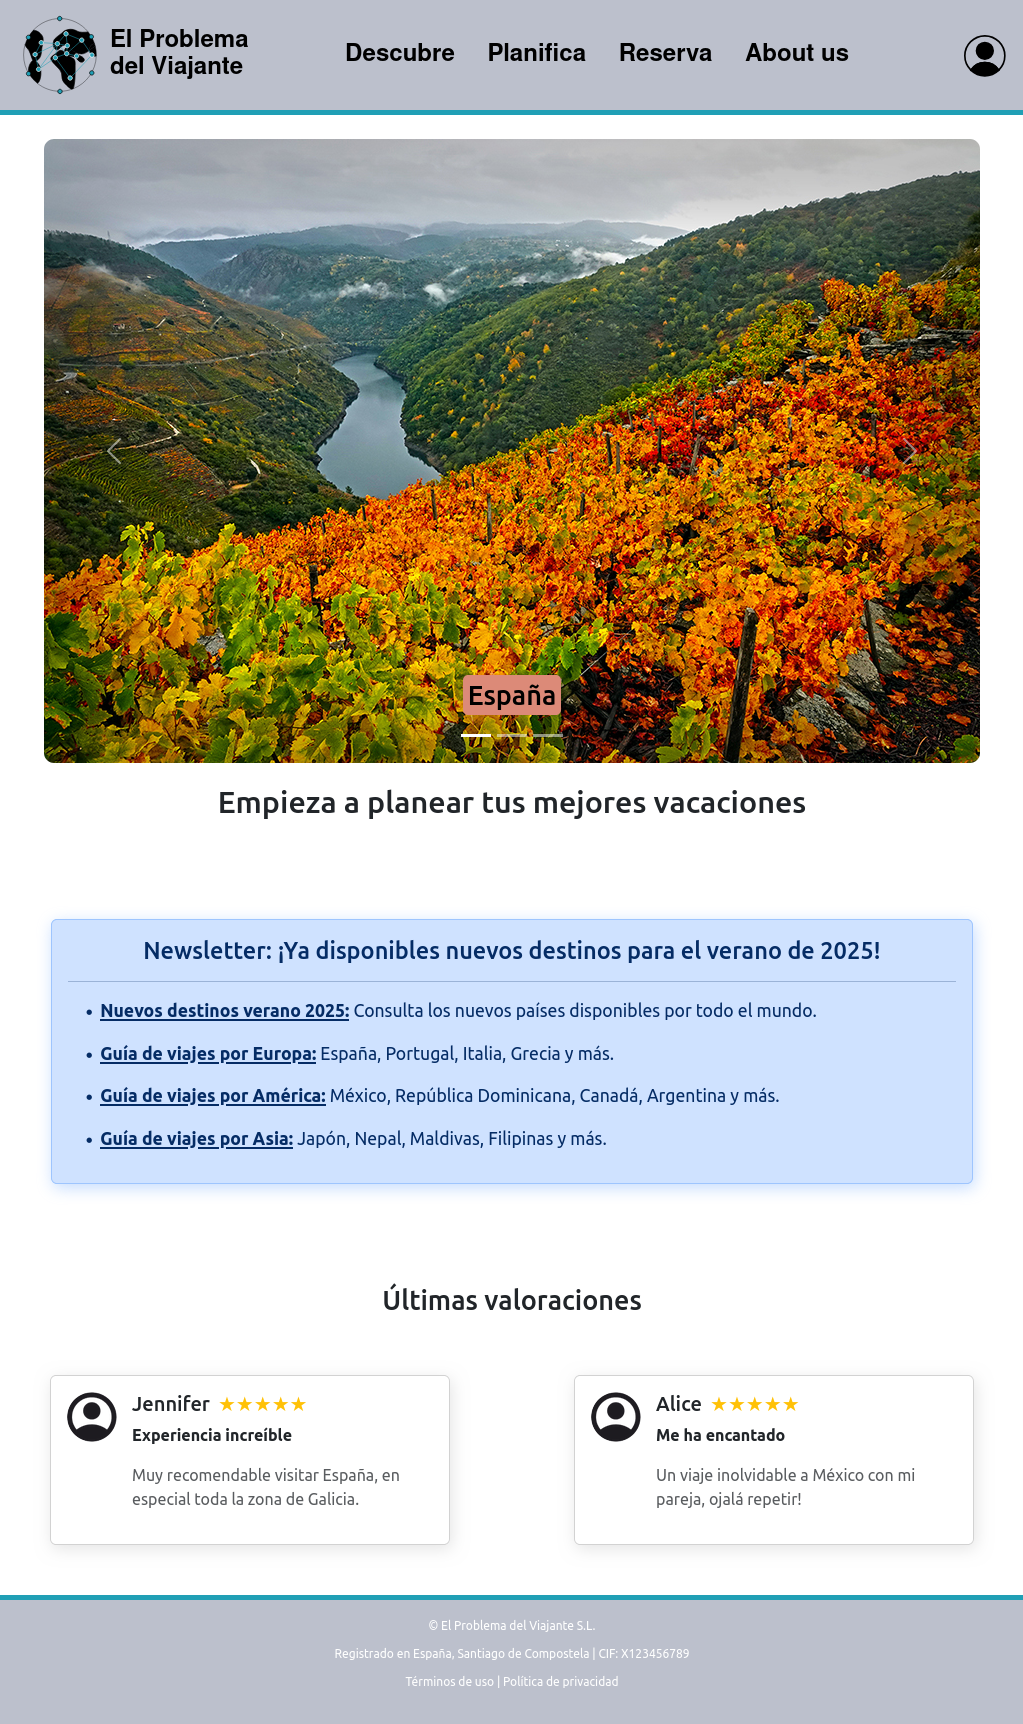 El Problema
del Viajante
Descubre Planifica Reserva About us
España
Empieza a planear tus mejores vacaciones
Newsletter: ¡Ya disponibles nuevos destinos para el verano de 2025!
• Nuevos destinos verano 2025: Consulta los nuevos países disponibles por todo el mundo.
• Guía de viajes por Europa: España, Portugal, Italia, Grecia y más.
• Guía de viajes por América: México, República Dominicana, Canadá, Argentina y más.
• Guía de viajes por Asia: Japón, Nepal, Maldivas, Filipinas y más.
Últimas valoraciones
Jennifer ★★★★★
Experiencia increíble
Muy recomendable visitar España, en
especial toda la zona de Galicia.
Alice ★★★★★
Me ha encantado
Un viaje inolvidable a México con mi
pareja, ojalá repetir!
© El Problema del Viajante S.L.
Registrado en España, Santiago de Compostela | CIF: X123456789
Términos de uso | Política de privacidad